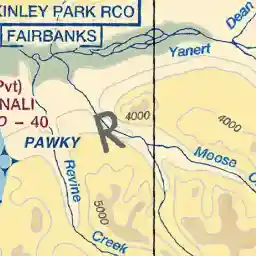 KINLEY PARK RCO
FAIRBANKS
Dean
Yanert
Pvt)
NALI
O - 40
4000
R
4000
PAWKY
Moose
Revine
5000
Creek